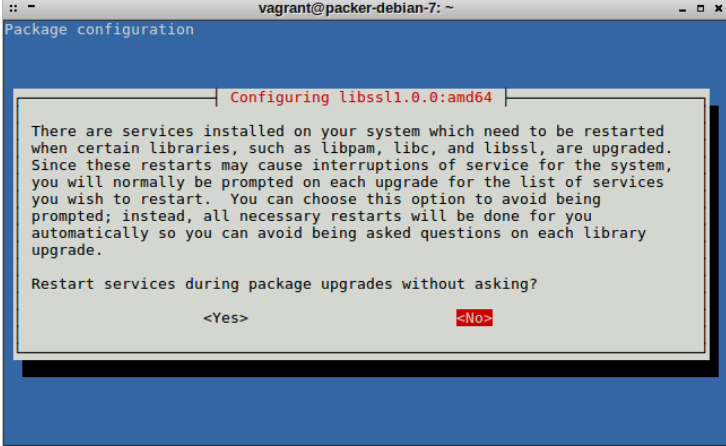 vagrant@packer-debian-7: ~
Package configuration
Configuring libssl1.0.0:amd64
There are services installed on your system which need to be restarted
when certain libraries, such as libpam, libc, and libssl, are upgraded.
Since these restarts may cause interruptions of service for the system,
you will normally be prompted on each upgrade for the list of services
you wish to restart.  You can choose this option to avoid being
prompted; instead, all necessary restarts will be done for you
automatically so you can avoid being asked questions on each library
upgrade.
Restart services during package upgrades without asking?
<Yes> <No>